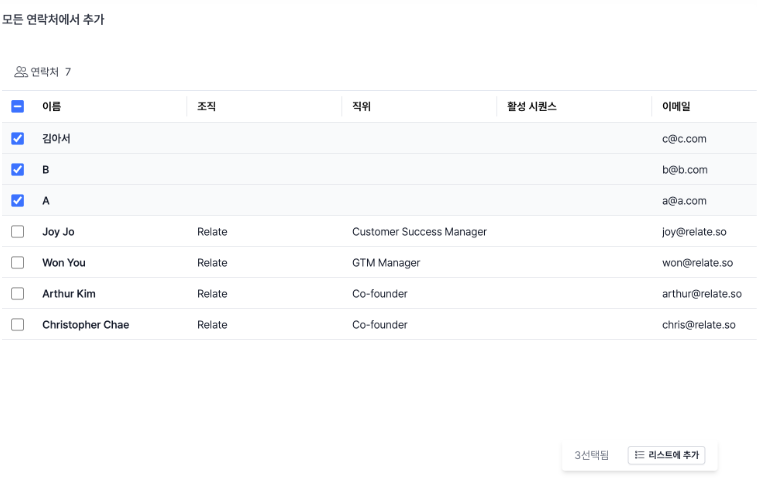 모든 연락처에서 추가
연락처 7
이름 조직 직위 활성 시퀀스 이메일
김아서 c@c.com
B b@b.com
A a@a.com
Joy Jo Relate Customer Success Manager joy@relate.so
Won You Relate GTM Manager won@relate.so
Arthur Kim Relate Co-founder arthur@relate.so
Christopher Chae Relate Co-founder chris@relate.so
3선택됨 리스트에 추가